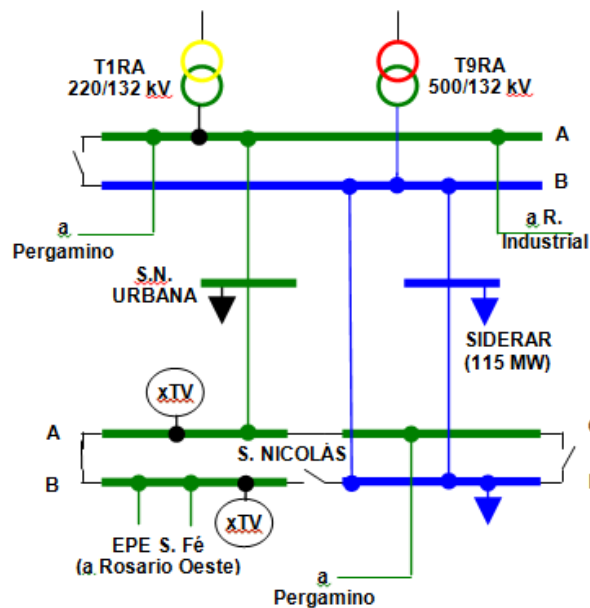 T1RA
220/132 kV
T9RA
500/132 kV
A
B
a
Pergamino
a R.
Industrial
S.N.
URBANA
SIDERAR
(115 MW)
xTV
A
S. NICOLÁS
B
xTV
EPE S. Fé
(a Rosario Oeste)
a
Pergamino